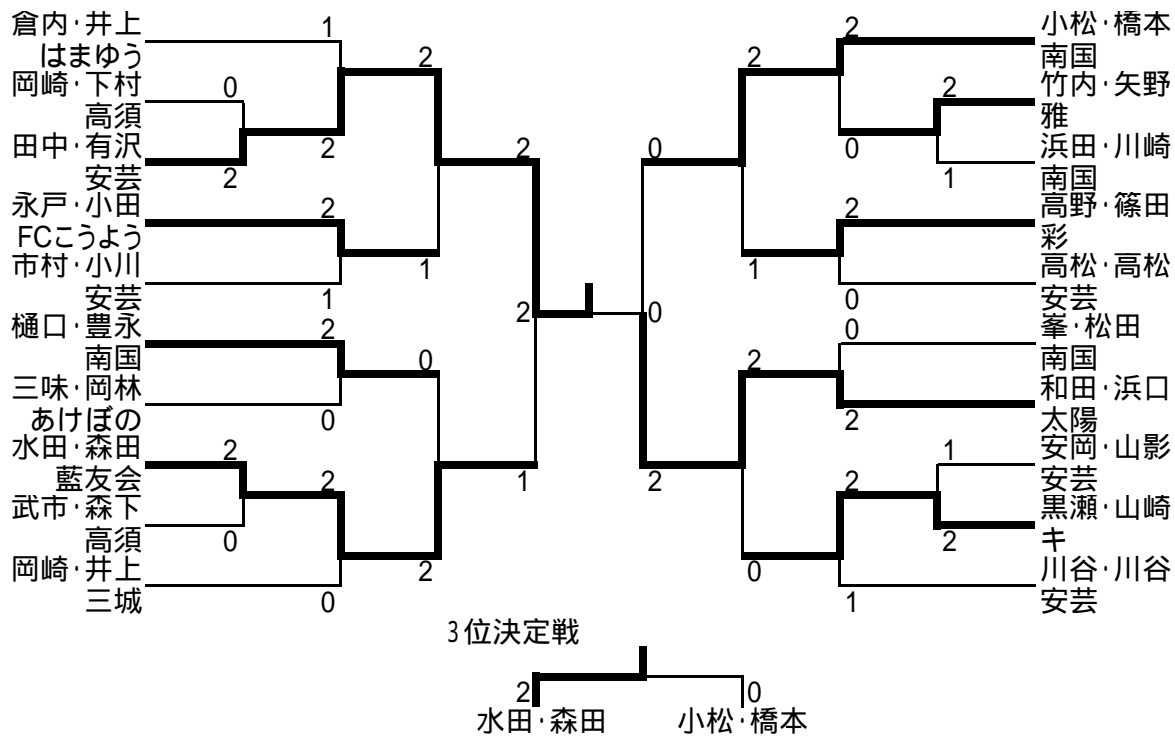 倉内・井上
はまゆう
岡崎・下村
高須
田中・有沢
安芸
永戸・小田
FCこうよう
市村・小川
安芸
樋口・豊永
南国
三味・岡林
あけぼの
水田・森田
藍友会
武市・森下
高須
岡崎・井上
三城
1
0
2
2
2
2
1
1
2
0
0
2
0
2
2
0
2
1
2
0
0
0
2
2
1
2
0
2
2
0
2
1
2
0
0
2
1
2
2
1
小松・橋本
南国
竹内・矢野
雅
浜田・川崎
南国
高野・篠田
彩
高松・高松
安芸
峯・松田
南国
和田・浜口
太陽
安岡・山影
安芸
黒瀬・山崎
キ
川谷・川谷
安芸
3位決定戦
2 0
水田・森田 小松・橋本